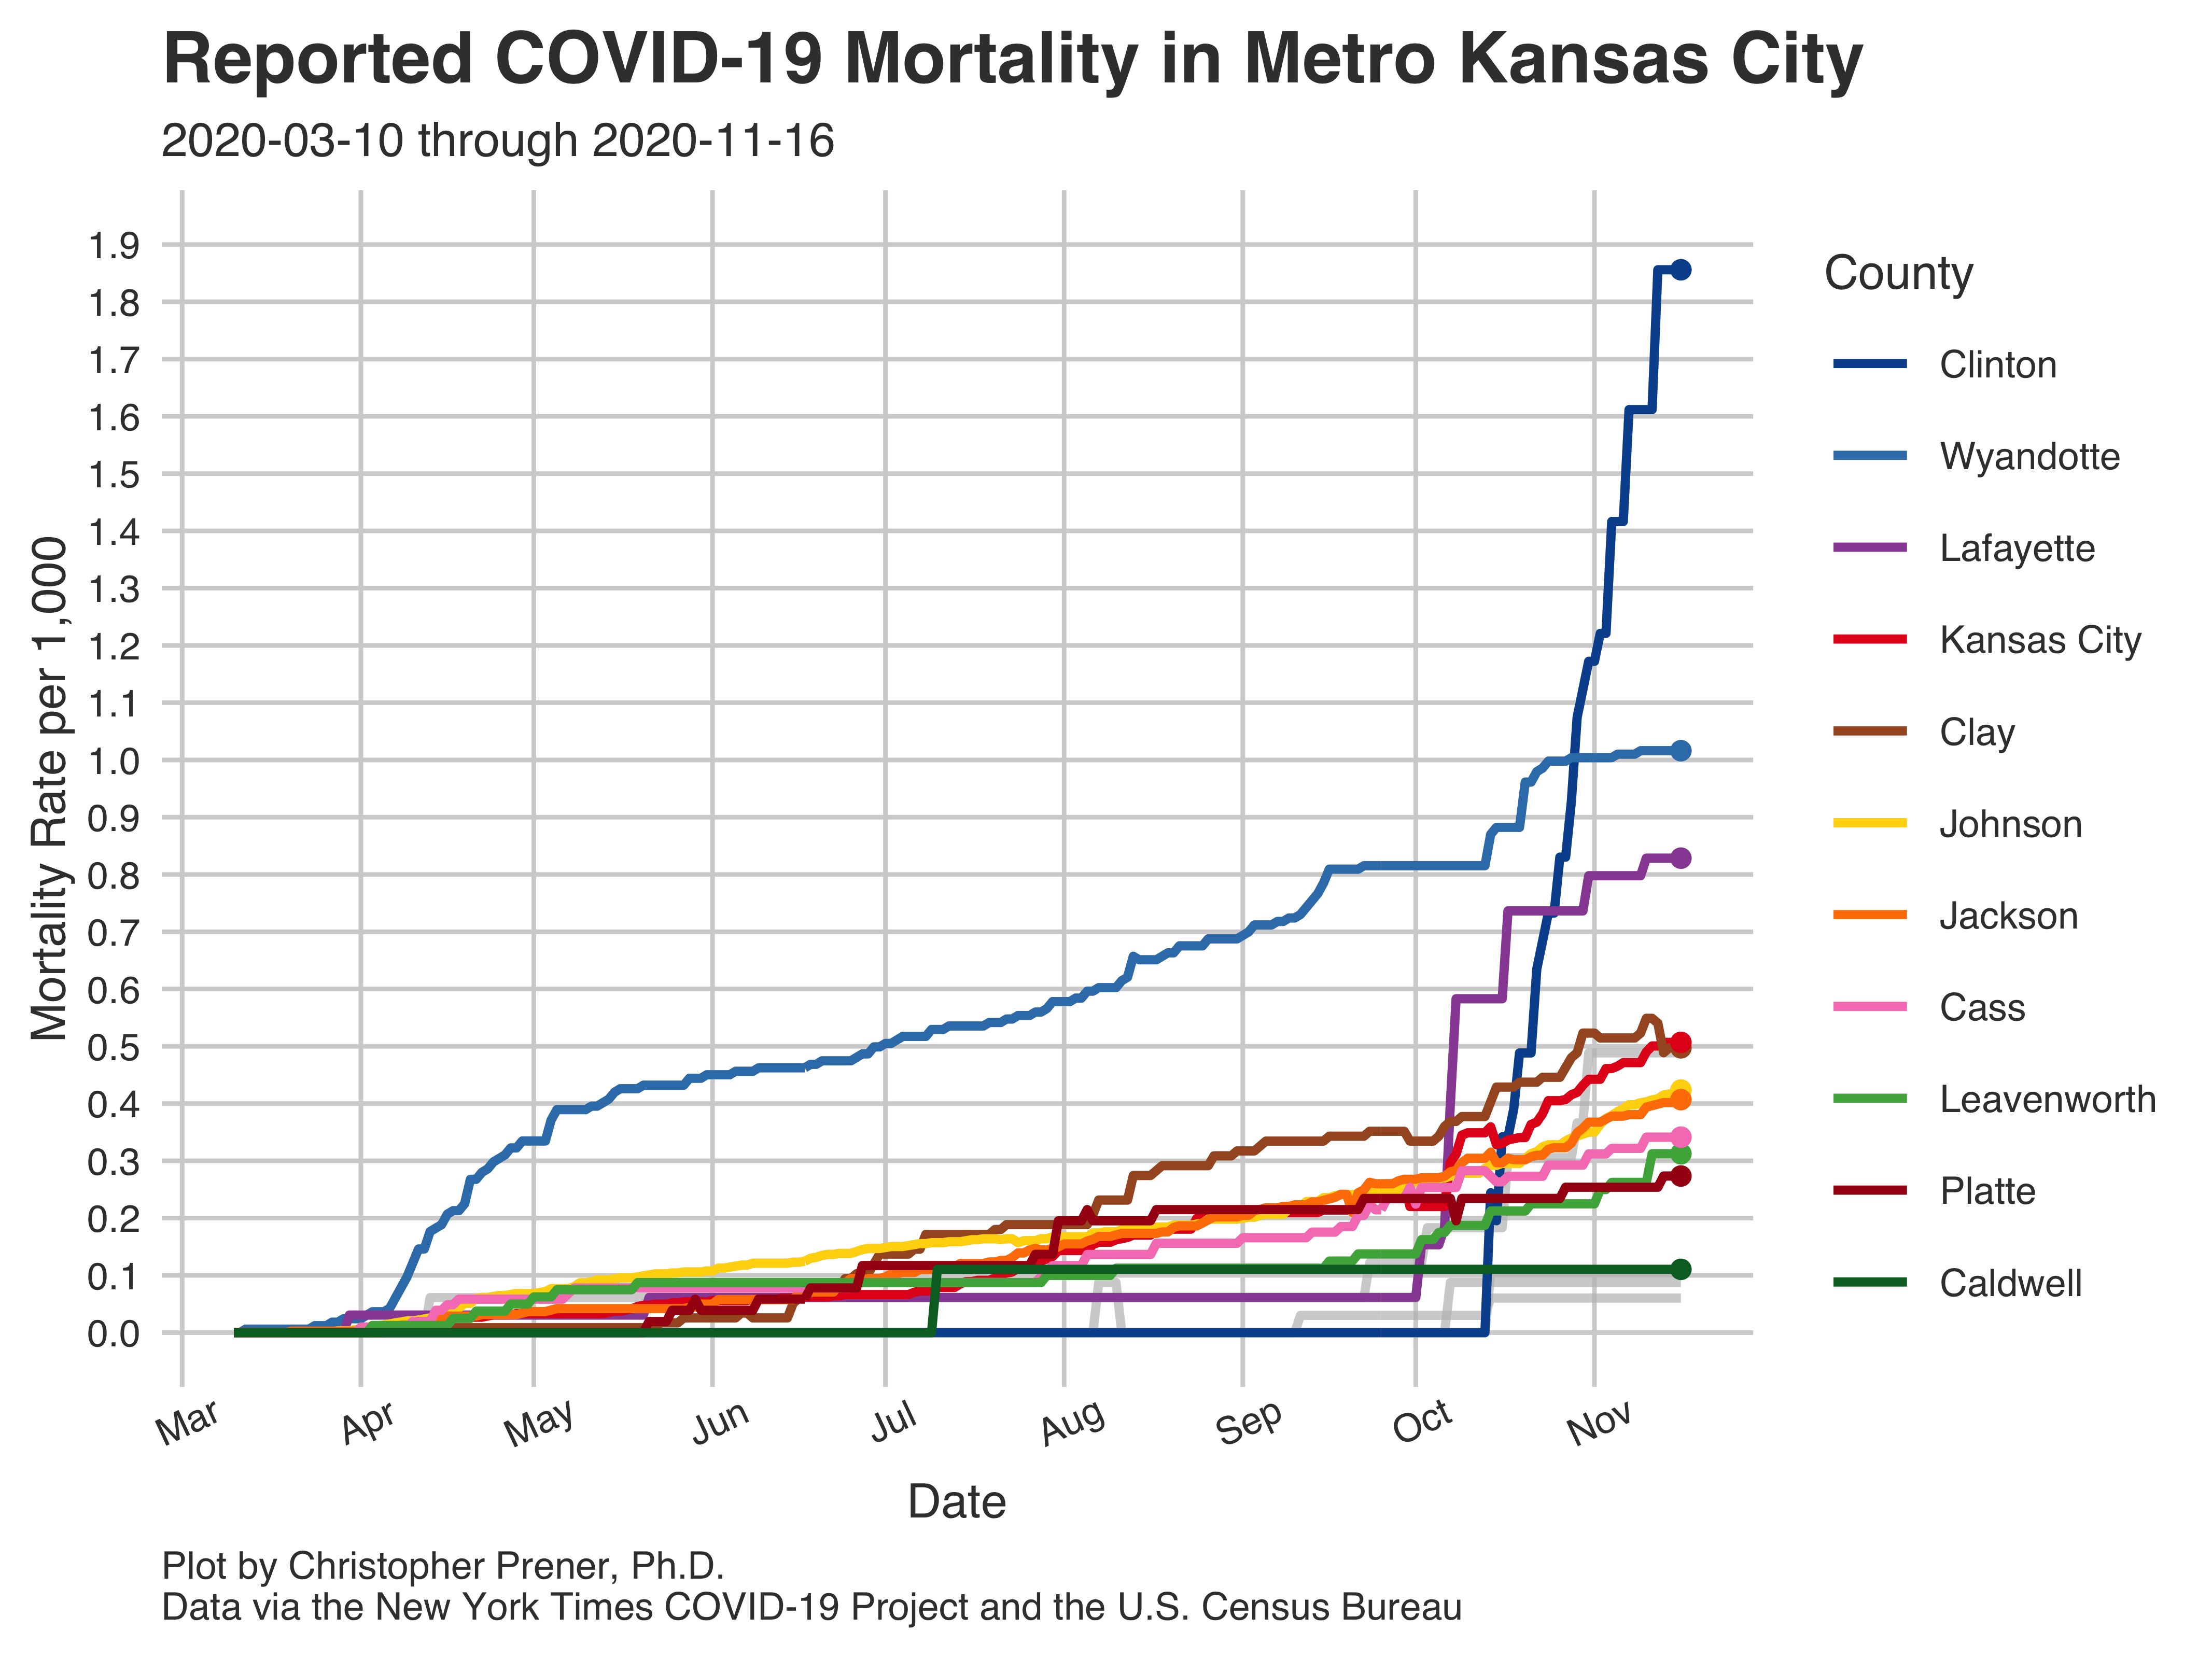 Reported COVID-19 Mortality in Metro Kansas City
2020-03-10 through 2020-11-16
Mortality Rate per 1,000
1.9
1.8
1.7
1.6
1.5
1.4
1.3
1.2
1.1
1.0
0.9
0.8
0.7
0.6
0.5
0.4
0.3
0.2
0.1
0.0
Mar Apr May Jun Jul Aug Sep Oct Nov
Date
County
Clinton
Wyandotte
Lafayette
Kansas City
Clay
Johnson
Jackson
Cass
Leavenworth
Platte
Caldwell
Plot by Christopher Prener, Ph.D.
Data via the New York Times COVID-19 Project and the U.S. Census Bureau